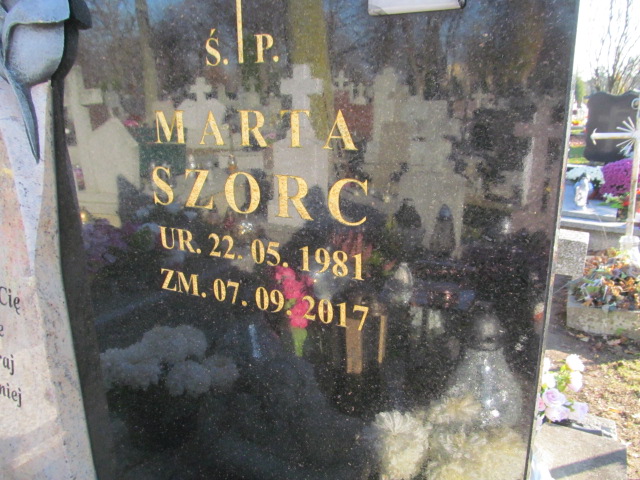 Ś. P.
MARTA
SZORC
UR. 22. 05. 1981
ZM. 07. 09. 2017